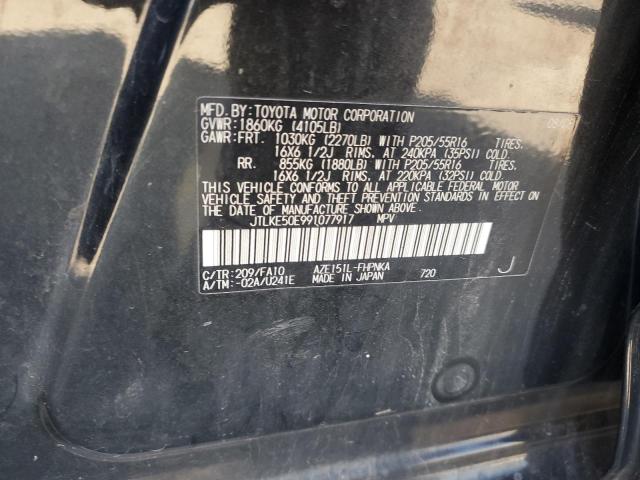 MFD. BY: TOYOTA MOTOR CORPORATION
GVWR: 1860KG (4105LB)
GAWR: FRT. 1030KG (2270LB) WITH P205/55R16 TIRES.
16X6 1/2J RIMS. AT 240KPA (35PSI) COLD.
RR. 855KG (1880LB) WITH P205/55R16 TIRES.
16X6 1/2J RIMS. AT 220KPA (32PSI) COLD.
THIS VEHICLE CONFORMS TO ALL APPLICABLE FEDERAL MOTOR
VEHICLE SAFETY AND THEFT PREVENTION STANDARDS IN EFFECT
ON THE DATE OF MANUFACTURE SHOWN ABOVE.
JTLKE50E991077917 MPV
C/TR: 209/FA10 AZE151L-FHPNKA
A/TM: -02A/U241E MADE IN JAPAN 720 J